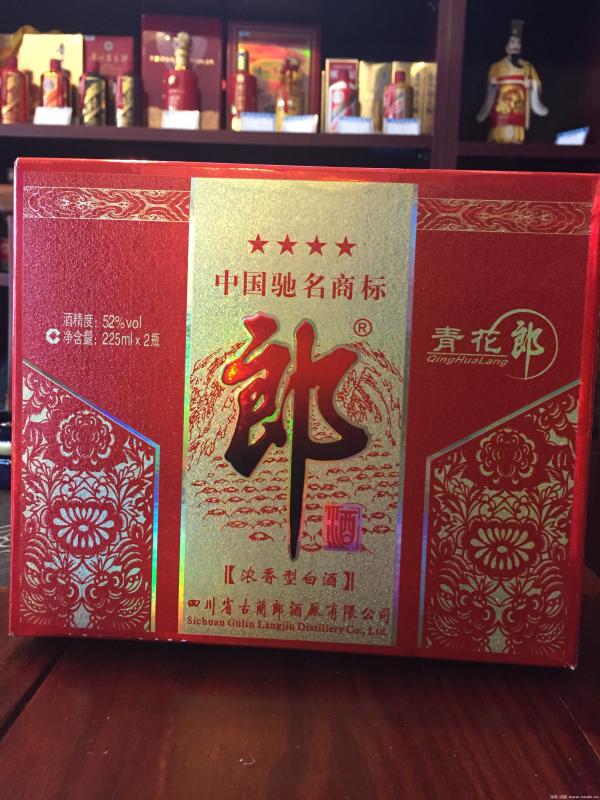 ★★★★
中国驰名商标
酒精度: 52%vol
净含量: 225ml x 2瓶
郎®
青花郎
QingHuaLang
酒
【浓香型白酒】
四川省古蔺郎酒厰有限公司
Sichuan Gulin Langjiu Distillery Co., Ltd.